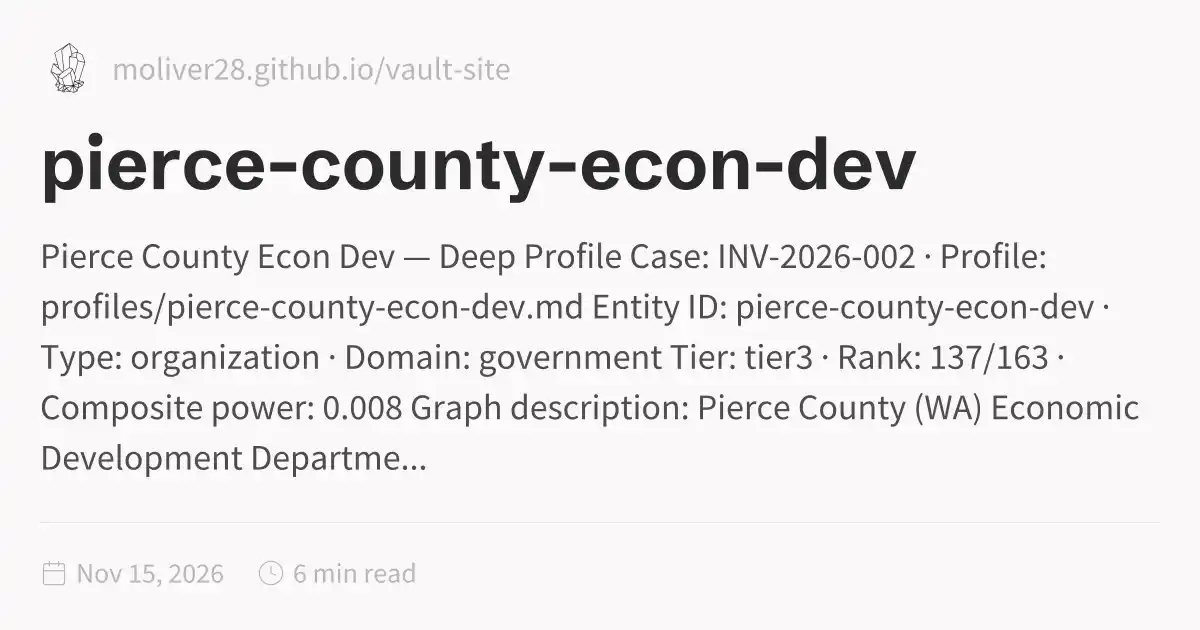 moliver28.github.io/vault-site
pierce-county-econ-dev
Pierce County Econ Dev — Deep Profile Case: INV-2026-002 · Profile:
profiles/pierce-county-econ-dev.md Entity ID: pierce-county-econ-dev ·
Type: organization · Domain: government Tier: tier3 · Rank: 137/163 ·
Composite power: 0.008 Graph description: Pierce County (WA) Economic
Development Departme...
Nov 15, 2026 6 min read